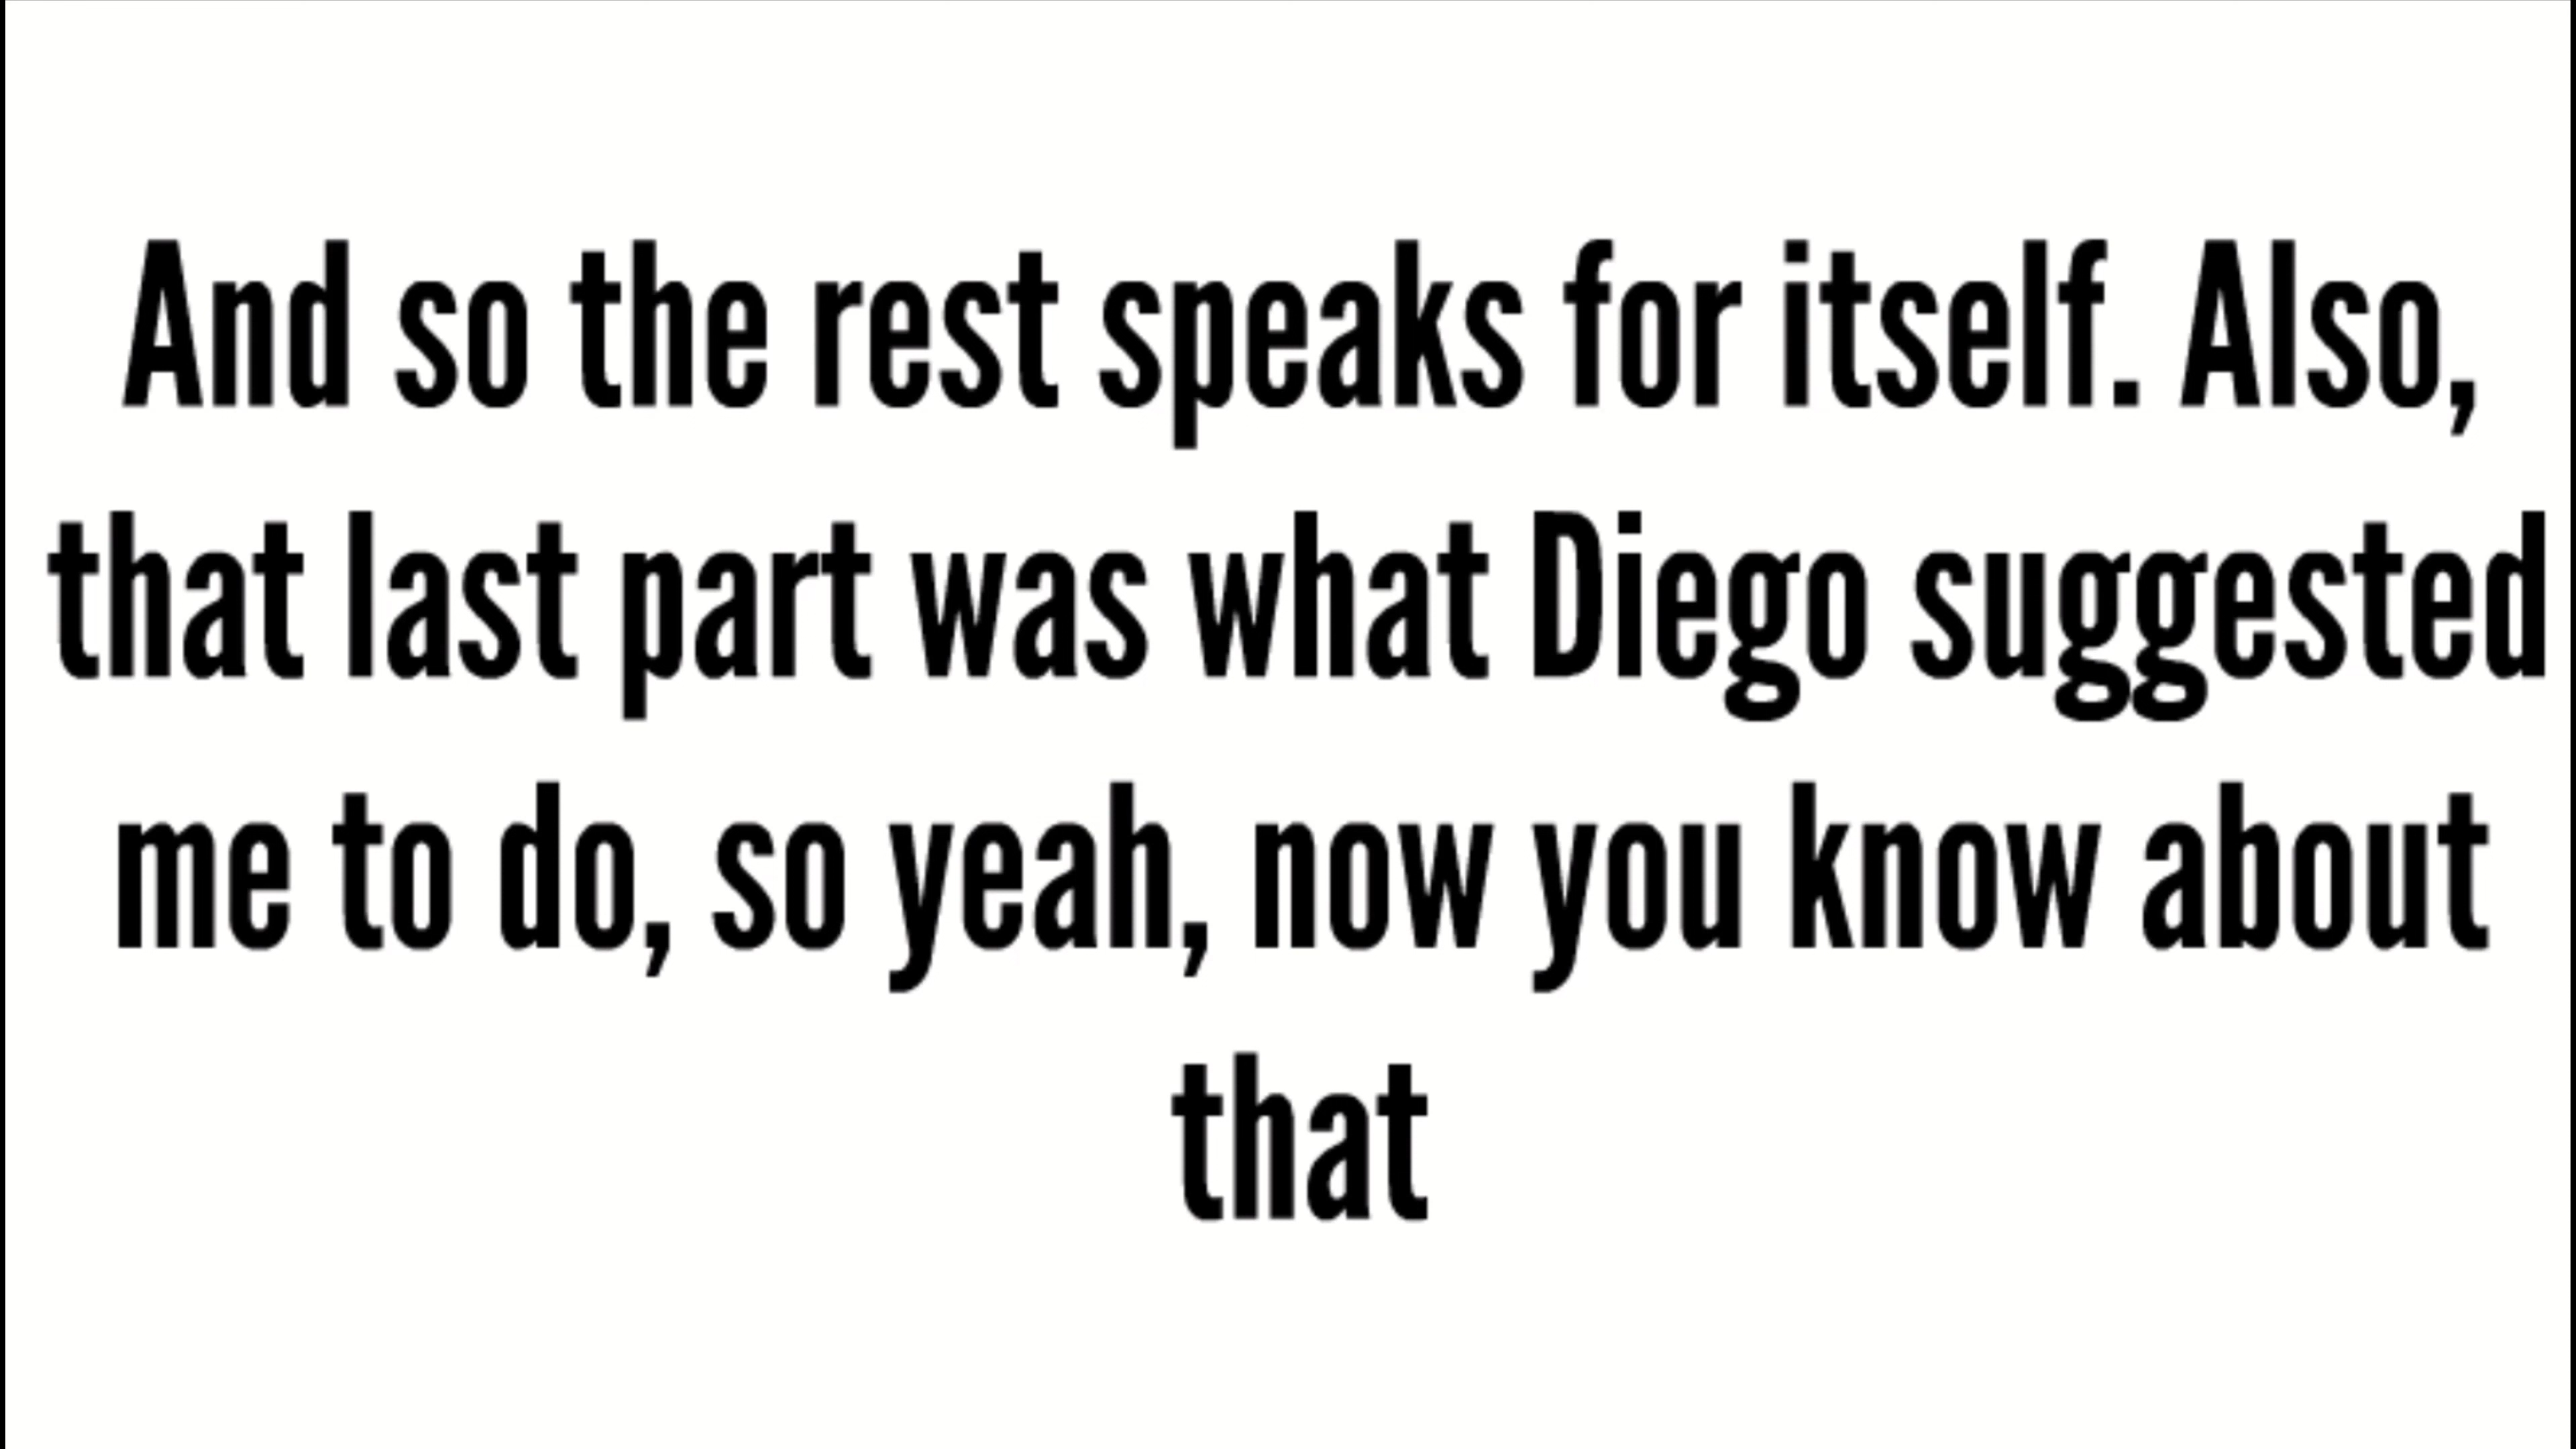 And so the rest speaks for itself. Also,
that last part was what Diego suggested
me to do, so yeah, now you know about
that